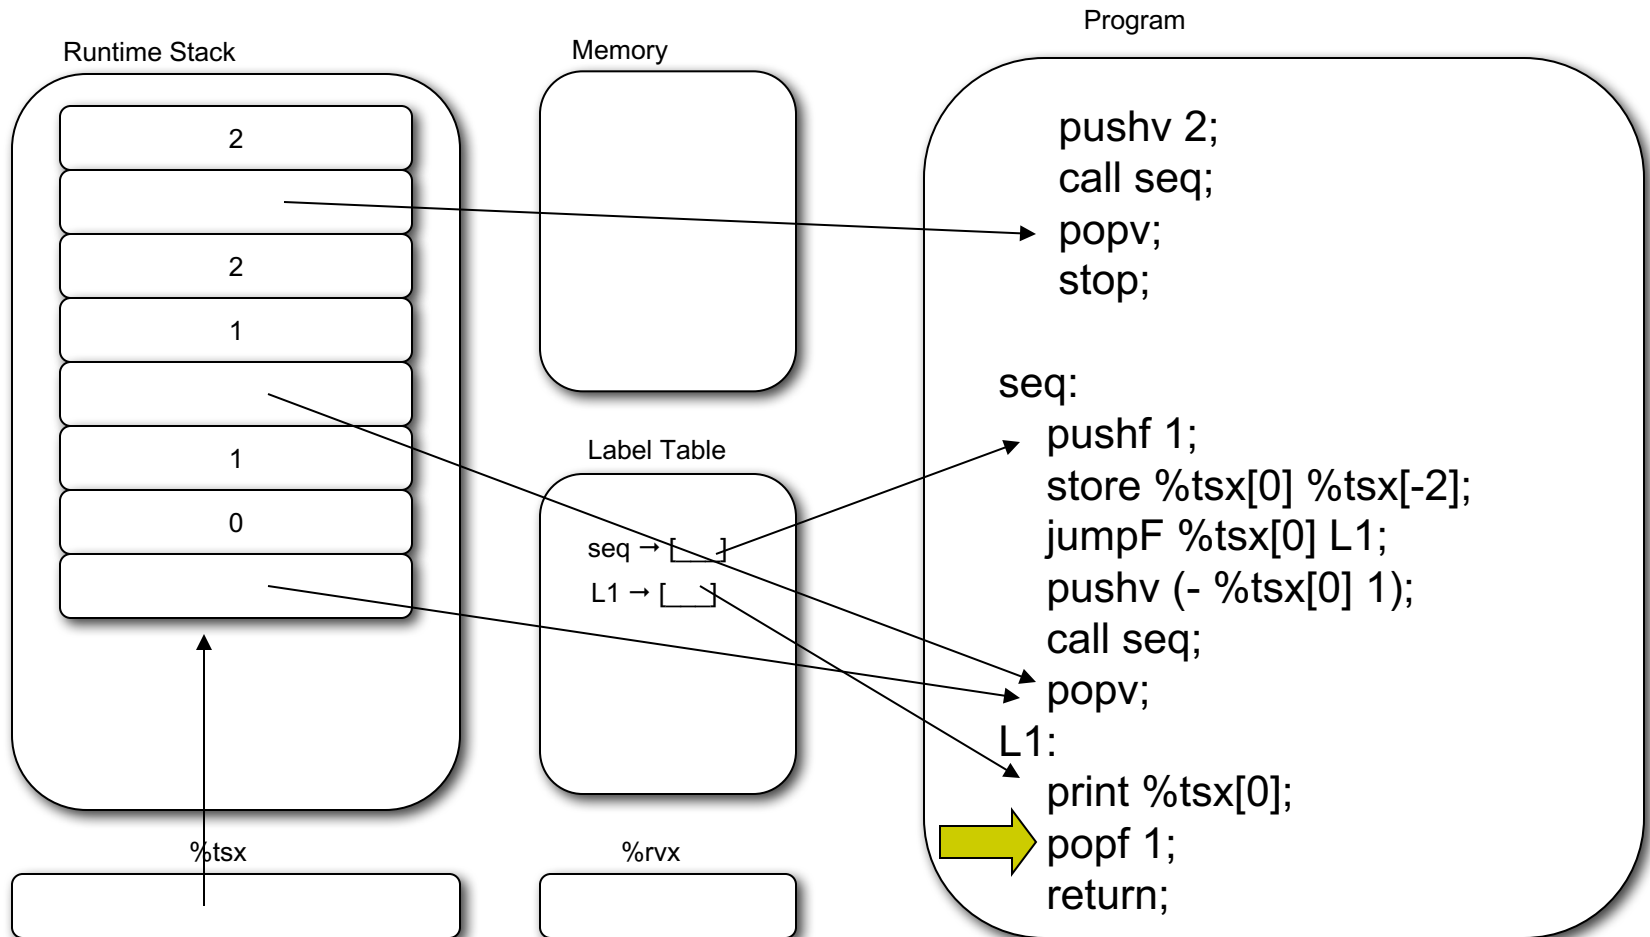 Runtime Stack
2
2
1
1
0
%tsx
Memory
Label Table
seq → [___]
L1 → [___]
%rvx
Program
pushv 2;
call seq;
popv;
stop;
seq:
pushf 1;
store %tsx[0] %tsx[-2];
jumpF %tsx[0] L1;
pushv (- %tsx[0] 1);
call seq;
popv;
L1:
print %tsx[0];
popf 1;
return;